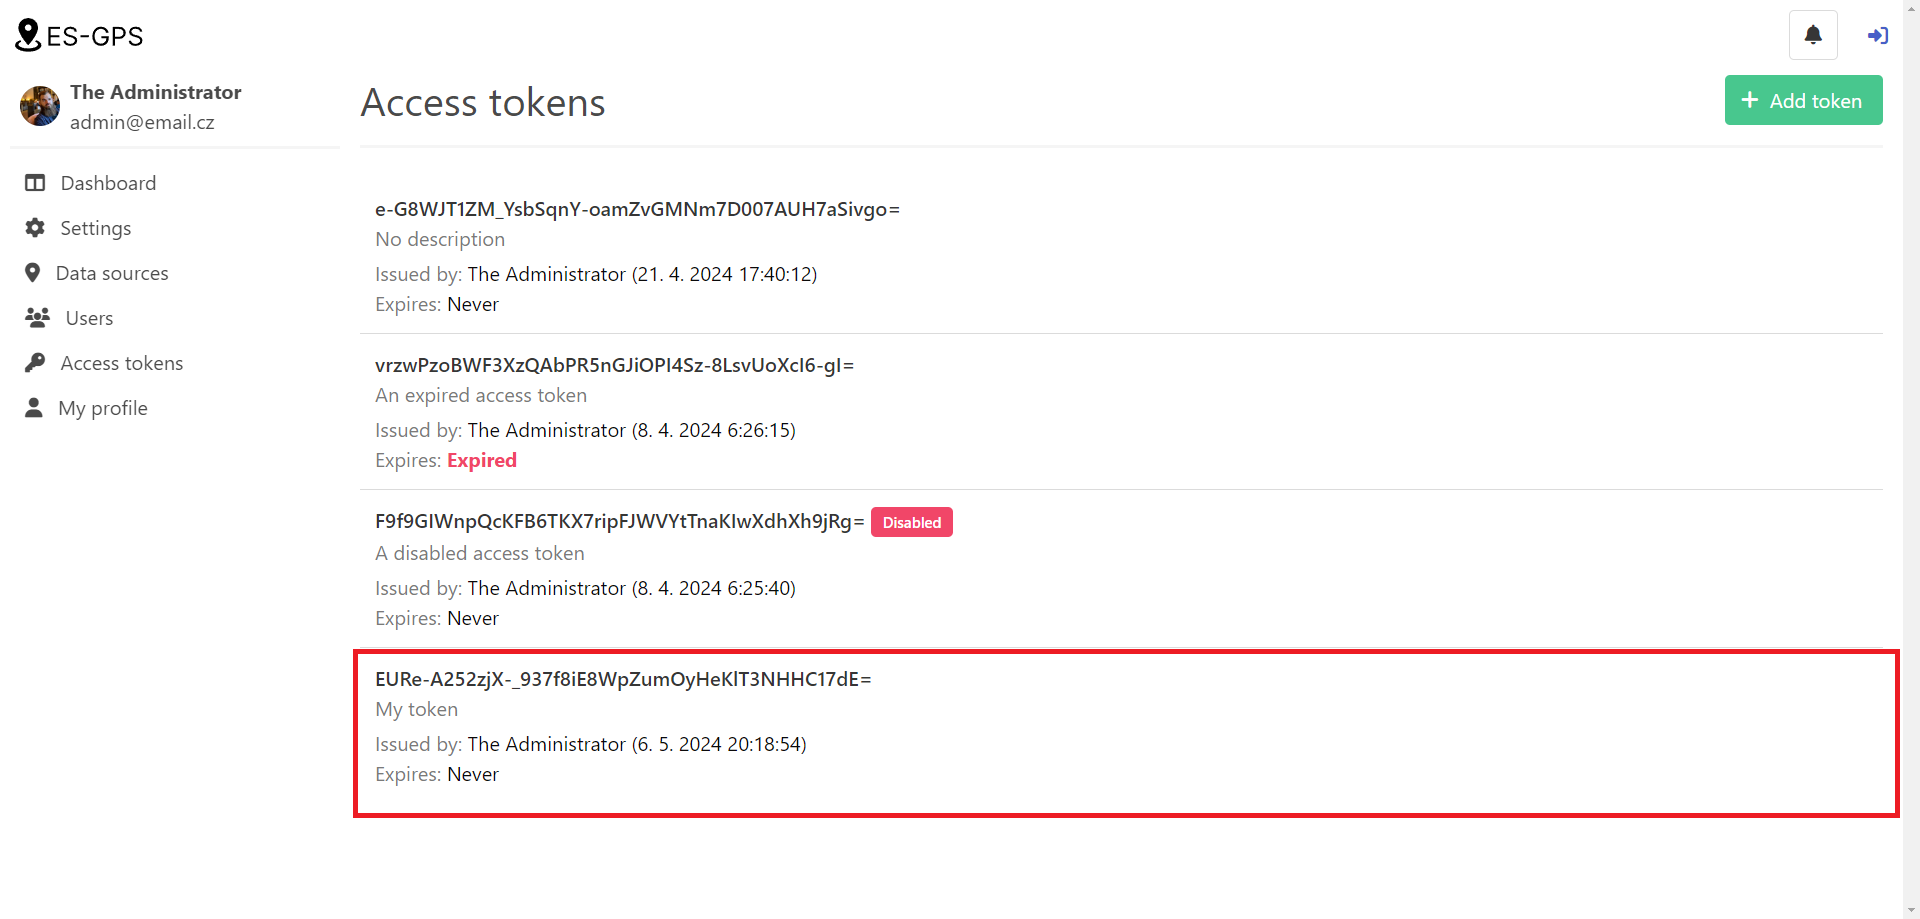 ES-GPS
The Administrator
admin@email.cz
Dashboard
Settings
Data sources
Users
Access tokens
My profile
Access tokens
+ Add token
e-G8WJT1ZM_YsbSqnY-oamZvGMNm7D007AUH7aSivgo=
No description
Issued by: The Administrator (21. 4. 2024 17:40:12)
Expires: Never
vrzwPzoBWF3XzQAbPR5nGJiOPI4Sz-8LsvUoXcI6-gI=
An expired access token
Issued by: The Administrator (8. 4. 2024 6:26:15)
Expires: Expired
F9f9GIWnpQcKFB6TKX7ripFJWVYtTnaKIwXdhXh9jRg= Disabled
A disabled access token
Issued by: The Administrator (8. 4. 2024 6:25:40)
Expires: Never
EURe-A252zjX-_937f8iE8WpZumOyHeKlT3NHHC17dE=
My token
Issued by: The Administrator (6. 5. 2024 20:18:54)
Expires: Never